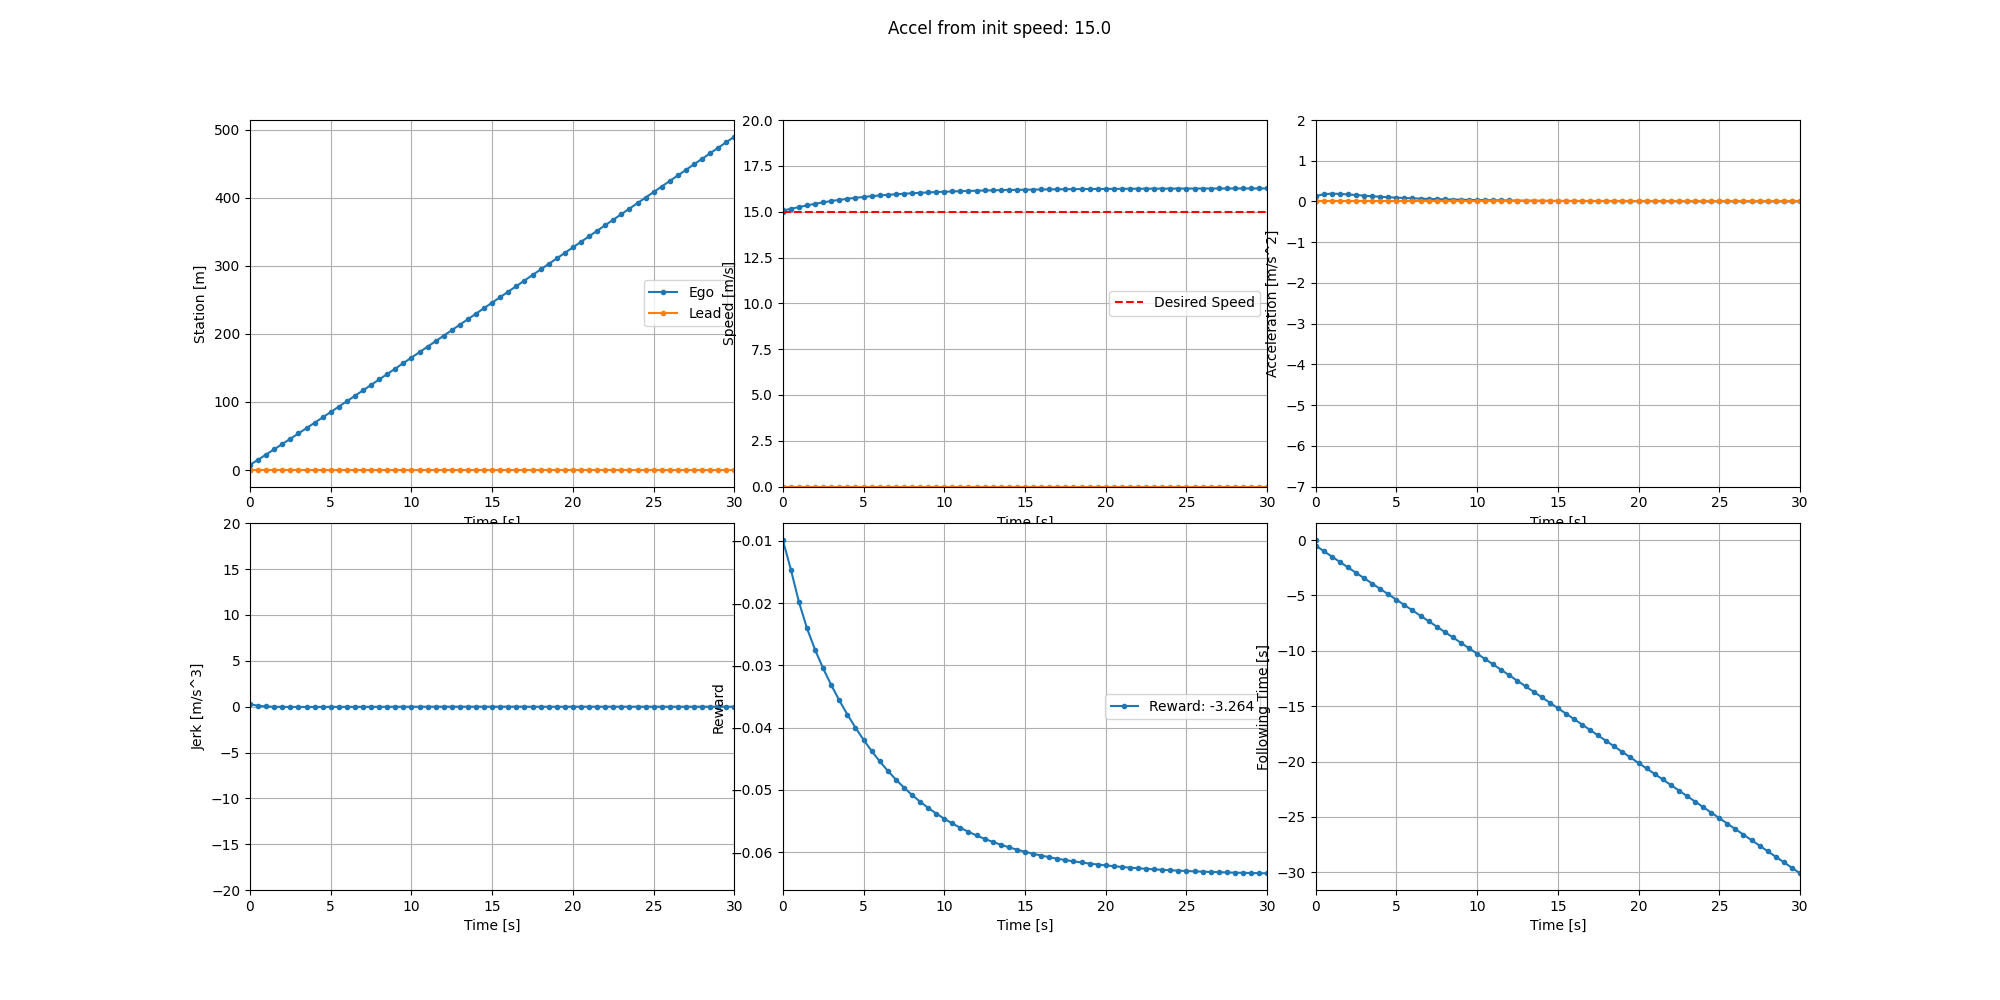 Accel from init speed: 15.0
500
400
300
200
100
0
Station [m]
0 5 10 15 20 25 30
Time [s]
Ego
Lead
20.0
17.5
15.0
12.5
10.0
7.5
5.0
2.5
0.0
Speed [m/s]
0 5 10 15 20 25 30
Time [s]
Desired Speed
2
1
0
−1
−2
−3
−4
−5
−6
−7
Acceleration [m/s^2]
0 5 10 15 20 25 30
Time [s]
20
15
10
5
0
−5
−10
−15
−20
Jerk [m/s^3]
0 5 10 15 20 25 30
Time [s]
−0.01
−0.02
−0.03
−0.04
−0.05
−0.06
Reward
0 5 10 15 20 25 30
Time [s]
Reward: -3.264
0
−5
−10
−15
−20
−25
−30
Following Time [s]
0 5 10 15 20 25 30
Time [s]